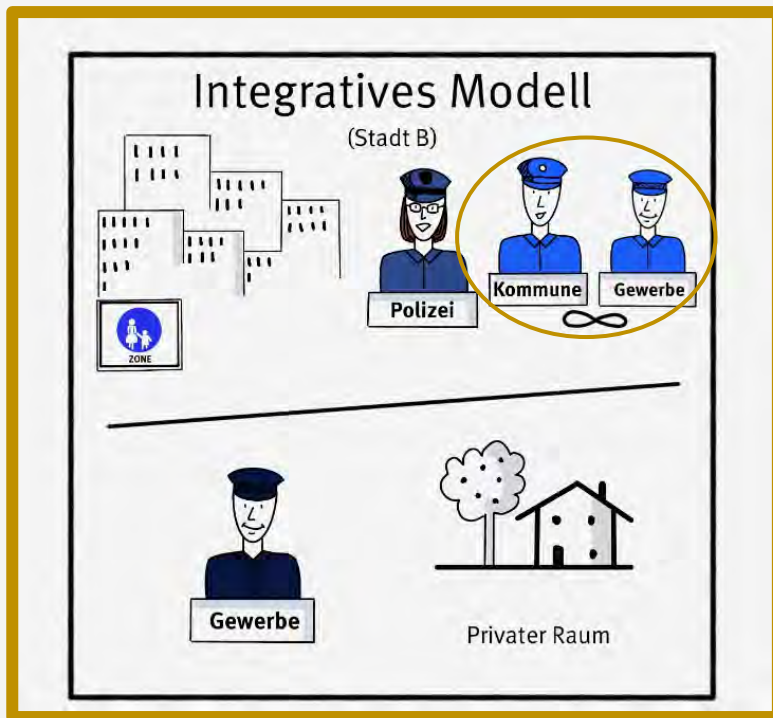 Integratives Modell
(Stadt B)
Polizei
Kommune
Gewerbe
ZONE
Gewerbe
Privater Raum